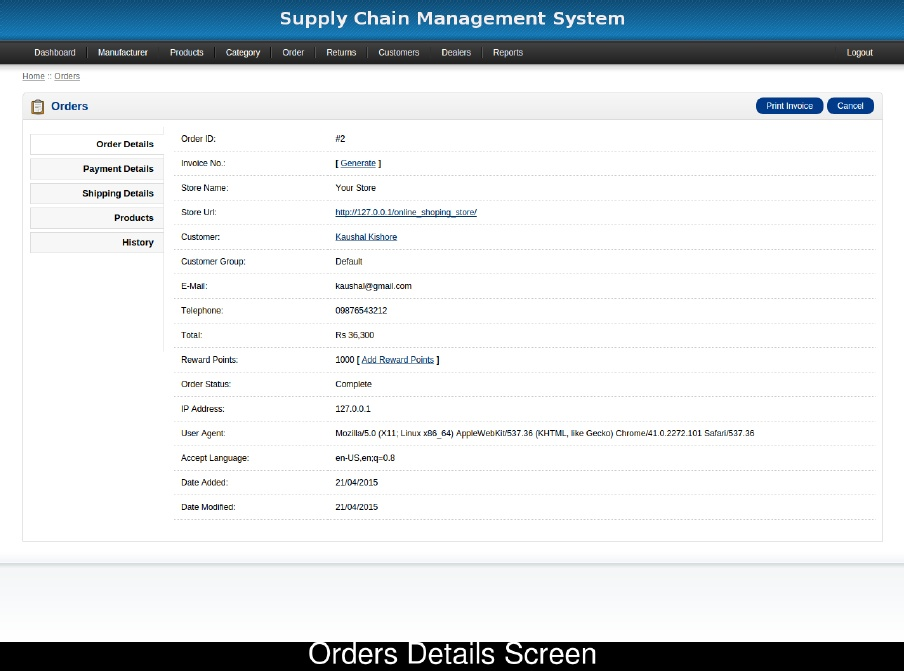 Supply Chain Management System
Dashboard Manufacturer Products Category Order Returns Customers Dealers Reports Logout
Home :: Orders
Orders Print Invoice Cancel
Order Details
Payment Details
Shipping Details
Products
History
Order ID: #2
Invoice No.: [ Generate ]
Store Name: Your Store
Store Url: http://127.0.0.1/online_shoping_store/
Customer: Kaushal Kishore
Customer Group: Default
E-Mail: kaushal@gmail.com
Telephone: 09876543212
Total: Rs 36,300
Reward Points: 1000 [ Add Reward Points ]
Order Status: Complete
IP Address: 127.0.0.1
User Agent: Mozilla/5.0 (X11; Linux x86_64) AppleWebKit/537.36 (KHTML, like Gecko) Chrome/41.0.2272.101 Safari/537.36
Accept Language: en-US,en;q=0.8
Date Added: 21/04/2015
Date Modified: 21/04/2015
Orders Details Screen